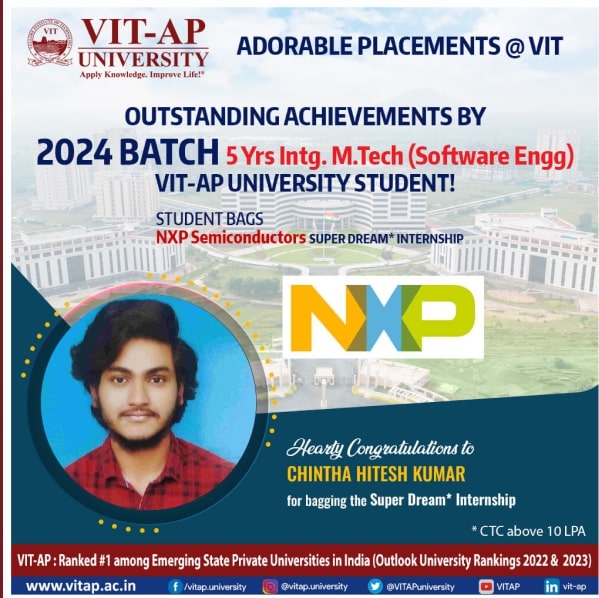 VIT
VIT-AP
UNIVERSITY
Apply Knowledge. Improve Life!®
ADORABLE PLACEMENTS @ VIT
OUTSTANDING ACHIEVEMENTS BY
2024 BATCH 5 Yrs Intg. M.Tech (Software Engg)
VIT-AP UNIVERSITY STUDENT!
STUDENT BAGS
NXP Semiconductors SUPER DREAM* INTERNSHIP
NXP
Hearty Congratulations to
CHINTHA HITESH KUMAR
for bagging the Super Dream* Internship
* CTC above 10 LPA
VIT-AP : Ranked #1 among Emerging State Private Universities in India (Outlook University Rankings 2022 & 2023)
www.vitap.ac.in /vitap.university @vitap.university @VITAPuniversity VITAP vit-ap